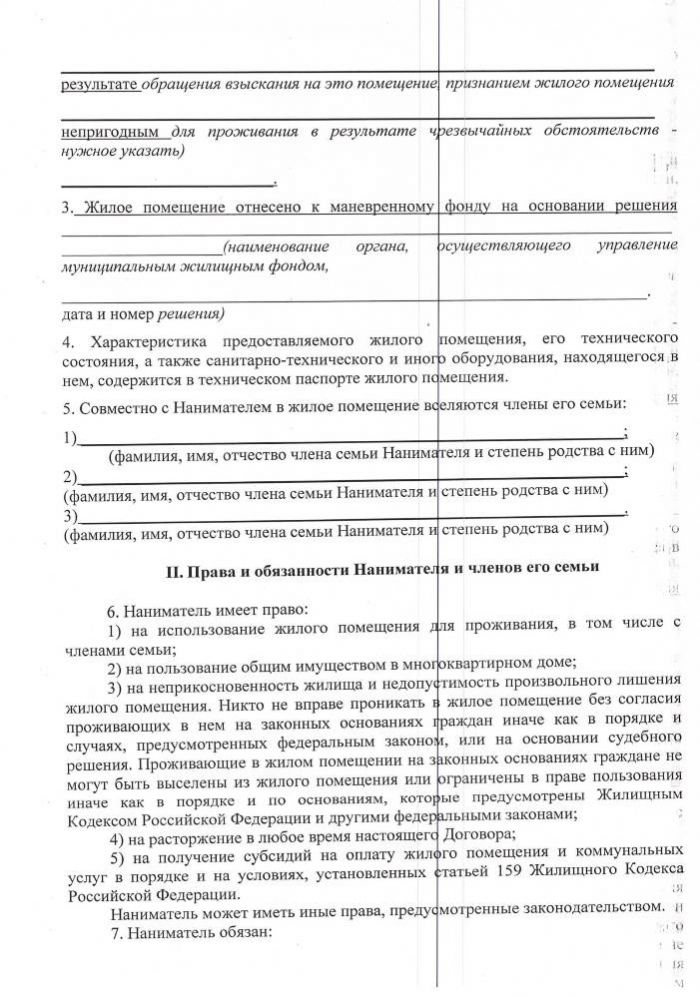 результате обращения взыскания на это помещение, признанием жилого помещения
непригодным для проживания в результате чрезвычайных обстоятельств -
нужное указать)
.
3. Жилое помещение отнесено к маневренному фонду на основании решения
(наименование органа, осуществляющего управление
муниципальным жилищным фондом,
,
дата и номер решения)
4. Характеристика предоставляемого жилого помещения, его технического
состояния, а также санитарно-технического и иного оборудования, находящегося в
нем, содержится в техническом паспорте жилого помещения.
5. Совместно с Нанимателем в жилое помещение вселяются члены его семьи:
1) ;
(фамилия, имя, отчество члена семьи Нанимателя и степень родства с ним)
2) ;
(фамилия, имя, отчество члена семьи Нанимателя и степень родства с ним)
3) .
(фамилия, имя, отчество члена семьи Нанимателя и степень родства с ним)
II. Права и обязанности Нанимателя и членов его семьи
6. Наниматель имеет право:
1) на использование жилого помещения для проживания, в том числе с
членами семьи;
2) на пользование общим имуществом в многоквартирном доме;
3) на неприкосновенность жилища и недопустимость произвольного лишения
жилого помещения. Никто не вправе проникать в жилое помещение без согласия
проживающих в нем на законных основаниях граждан иначе как в порядке и
случаях, предусмотренных федеральным законом, или на основании судебного
решения. Проживающие в жилом помещении на законных основаниях граждане не
могут быть выселены из жилого помещения или ограничены в праве пользования
иначе как в порядке и по основаниям, которые предусмотрены Жилищным
Кодексом Российской Федерации и другими федеральными законами;
4) на расторжение в любое время настоящего Договора;
5) на получение субсидий на оплату жилого помещения и коммунальных
услуг в порядке и на условиях, установленных статьей 159 Жилищного Кодекса
Российской Федерации.
Наниматель может иметь иные права, предусмотренные законодательством.
7. Наниматель обязан: